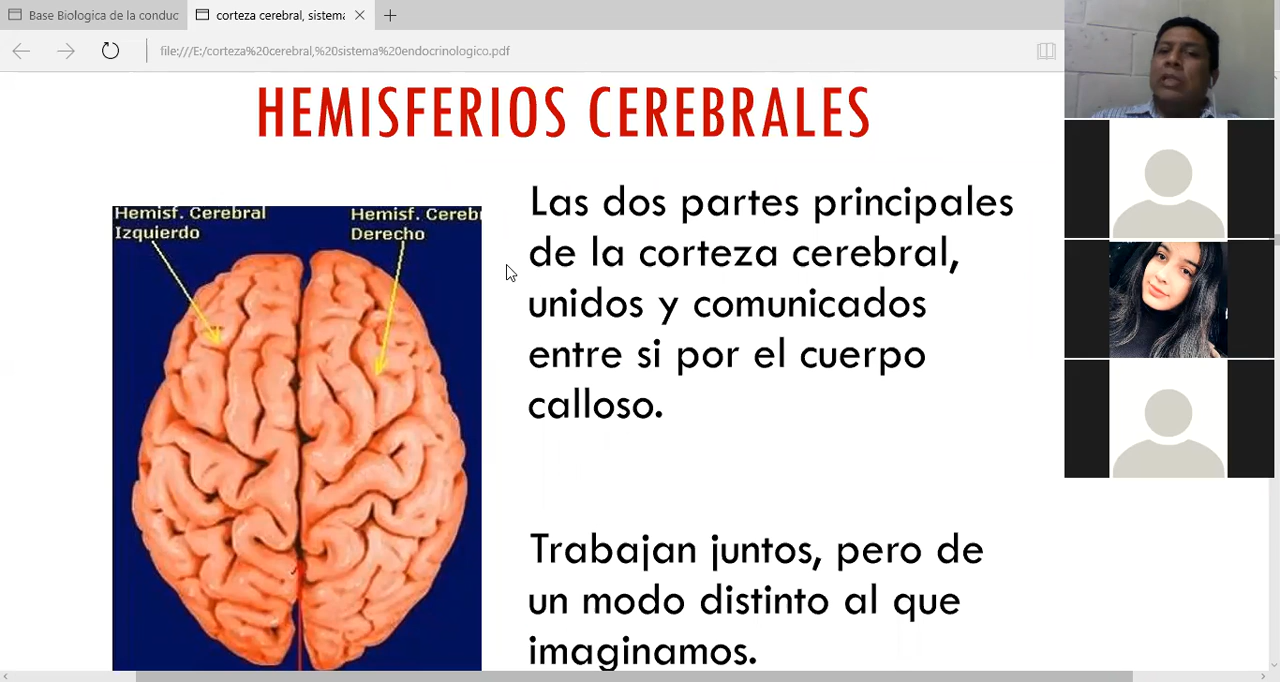 Base Biologica de la conduc
corteza cerebral, sistema
file:///E:/corteza%20cerebral,%20sistema%20endocrinologico.pdf
HEMISFERIOS CEREBRALES
Hemisf. Cerebral
Izquierdo
Hemisf. Cereb
Derecho
Las dos partes principales
de la corteza cerebral,
unidos y comunicados
entre si por el cuerpo
calloso.
Trabajan juntos, pero de
un modo distinto al que
imaginamos.